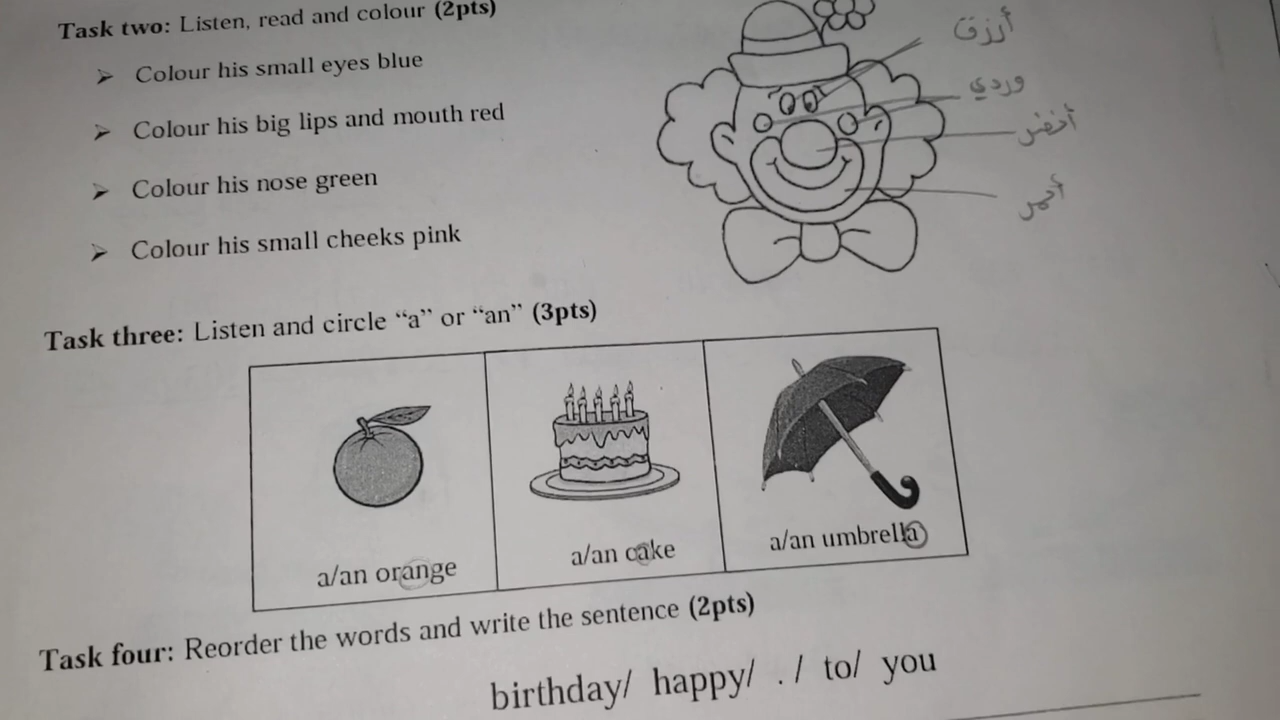 Task two: Listen, read and colour (2pts)
➤ Colour his small eyes blue
➤ Colour his big lips and mouth red
➤ Colour his nose green
➤ Colour his small cheeks pink
أزرق
وردي
أخضر
أحمر
Task three: Listen and circle “a” or “an” (3pts)
a/an orange
a/an cake
a/an umbrella
Task four: Reorder the words and write the sentence (2pts)
birthday/ happy/ . / to/ you